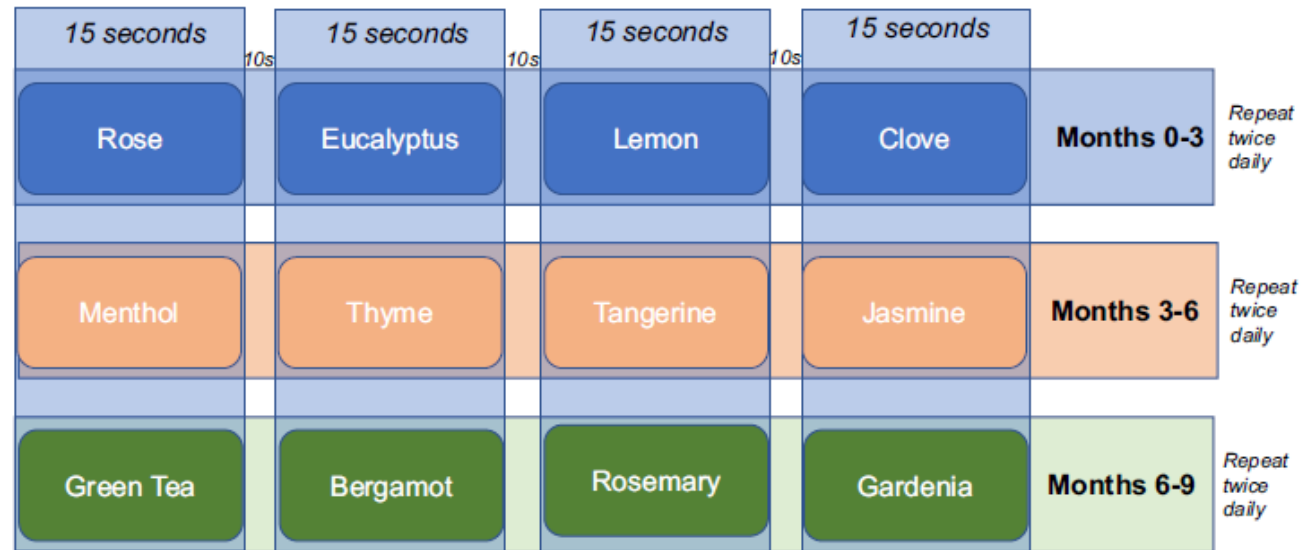 15 seconds
15 seconds
15 seconds
15 seconds
10s
10s
10s
Rose
Eucalyptus
Lemon
Clove
Months 0-3
Repeat
twice
daily
Menthol
Thyme
Tangerine
Jasmine
Months 3-6
Repeat
twice
daily
Green Tea
Bergamot
Rosemary
Gardenia
Months 6-9
Repeat
twice
daily